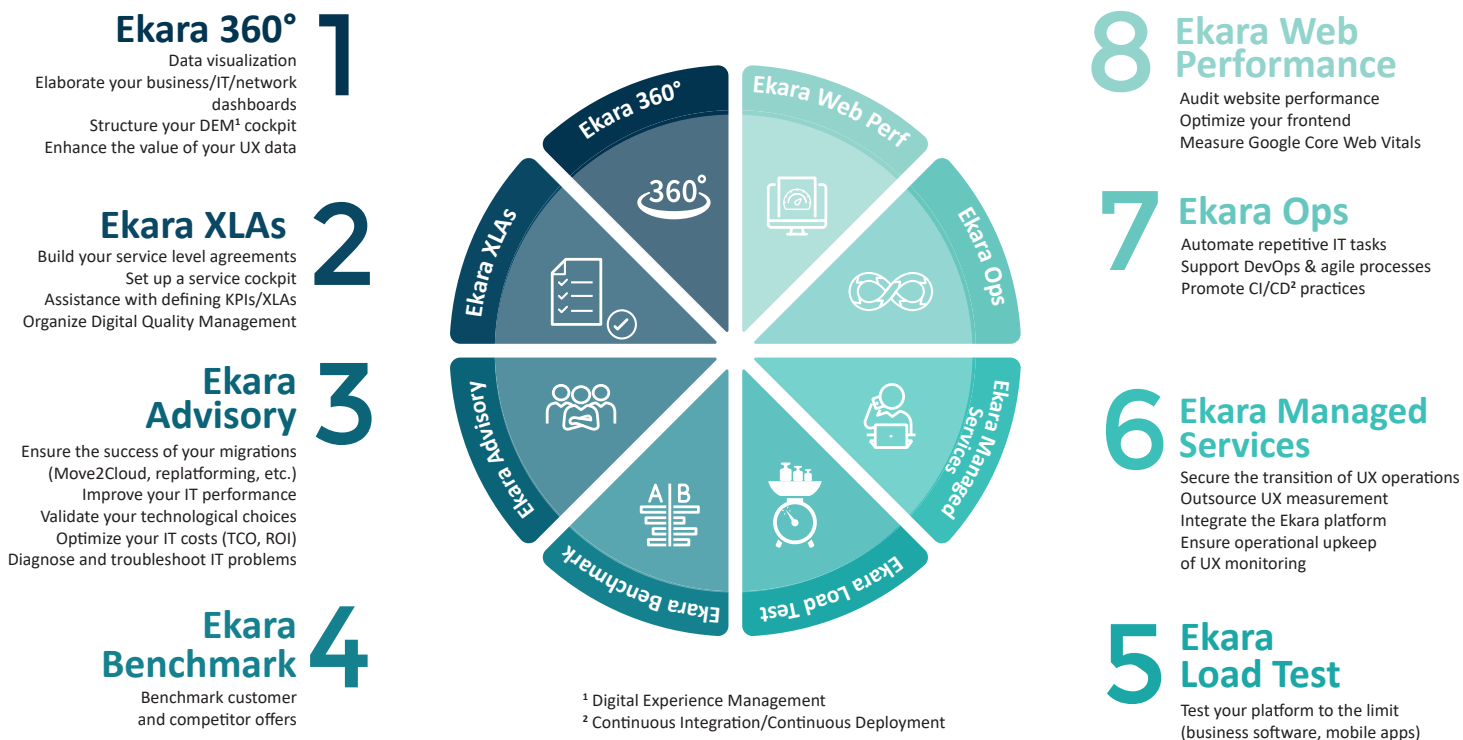 Ekara 360°
1
Data visualization
Elaborate your business/IT/network
dashboards
Structure your DEM¹ cockpit
Enhance the value of your UX data
Ekara XLAs
2
Build your service level agreements
Set up a service cockpit
Assistance with defining KPIs/XLAs
Organize Digital Quality Management
Ekara
Advisory
3
Ensure the success of your migrations
(Move2Cloud, replatforming, etc.)
Improve your IT performance
Validate your technological choices
Optimize your IT costs (TCO, ROI)
Diagnose and troubleshoot IT problems
Ekara
Benchmark
4
Benchmark customer
and competitor offers
Ekara 360°
Ekara Web Perf
Ekara XLAs
360°
Ekara Ops
Ekara Advisory
Ekara Managed
Services
A B
Ekara Benchmark
Ekara Load Test
¹ Digital Experience Management
² Continuous Integration/Continuous Deployment
8
Ekara Web
Performance
Audit website performance
Optimize your frontend
Measure Google Core Web Vitals
7
Ekara Ops
Automate repetitive IT tasks
Support DevOps & agile processes
Promote CI/CD² practices
6
Ekara Managed
Services
Secure the transition of UX operations
Outsource UX measurement
Integrate the Ekara platform
Ensure operational upkeep
of UX monitoring
5
Ekara
Load Test
Test your platform to the limit
(business software, mobile apps)